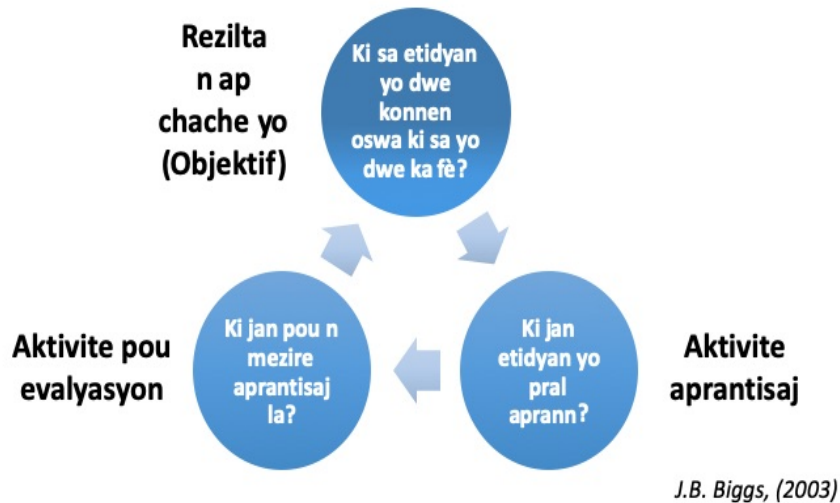 Rezilta
n ap
chache yo
(Objektif)
Ki sa etidyan
yo dwe
konnen
oswa ki sa yo
dwe ka fè?
Aktivite pou
evalyasyon
Ki jan pou n
mezire
aprantisaj
la?
Ki jan
etidyan yo
pral
aprann?
Aktivite
aprantisaj
J.B. Biggs, (2003)